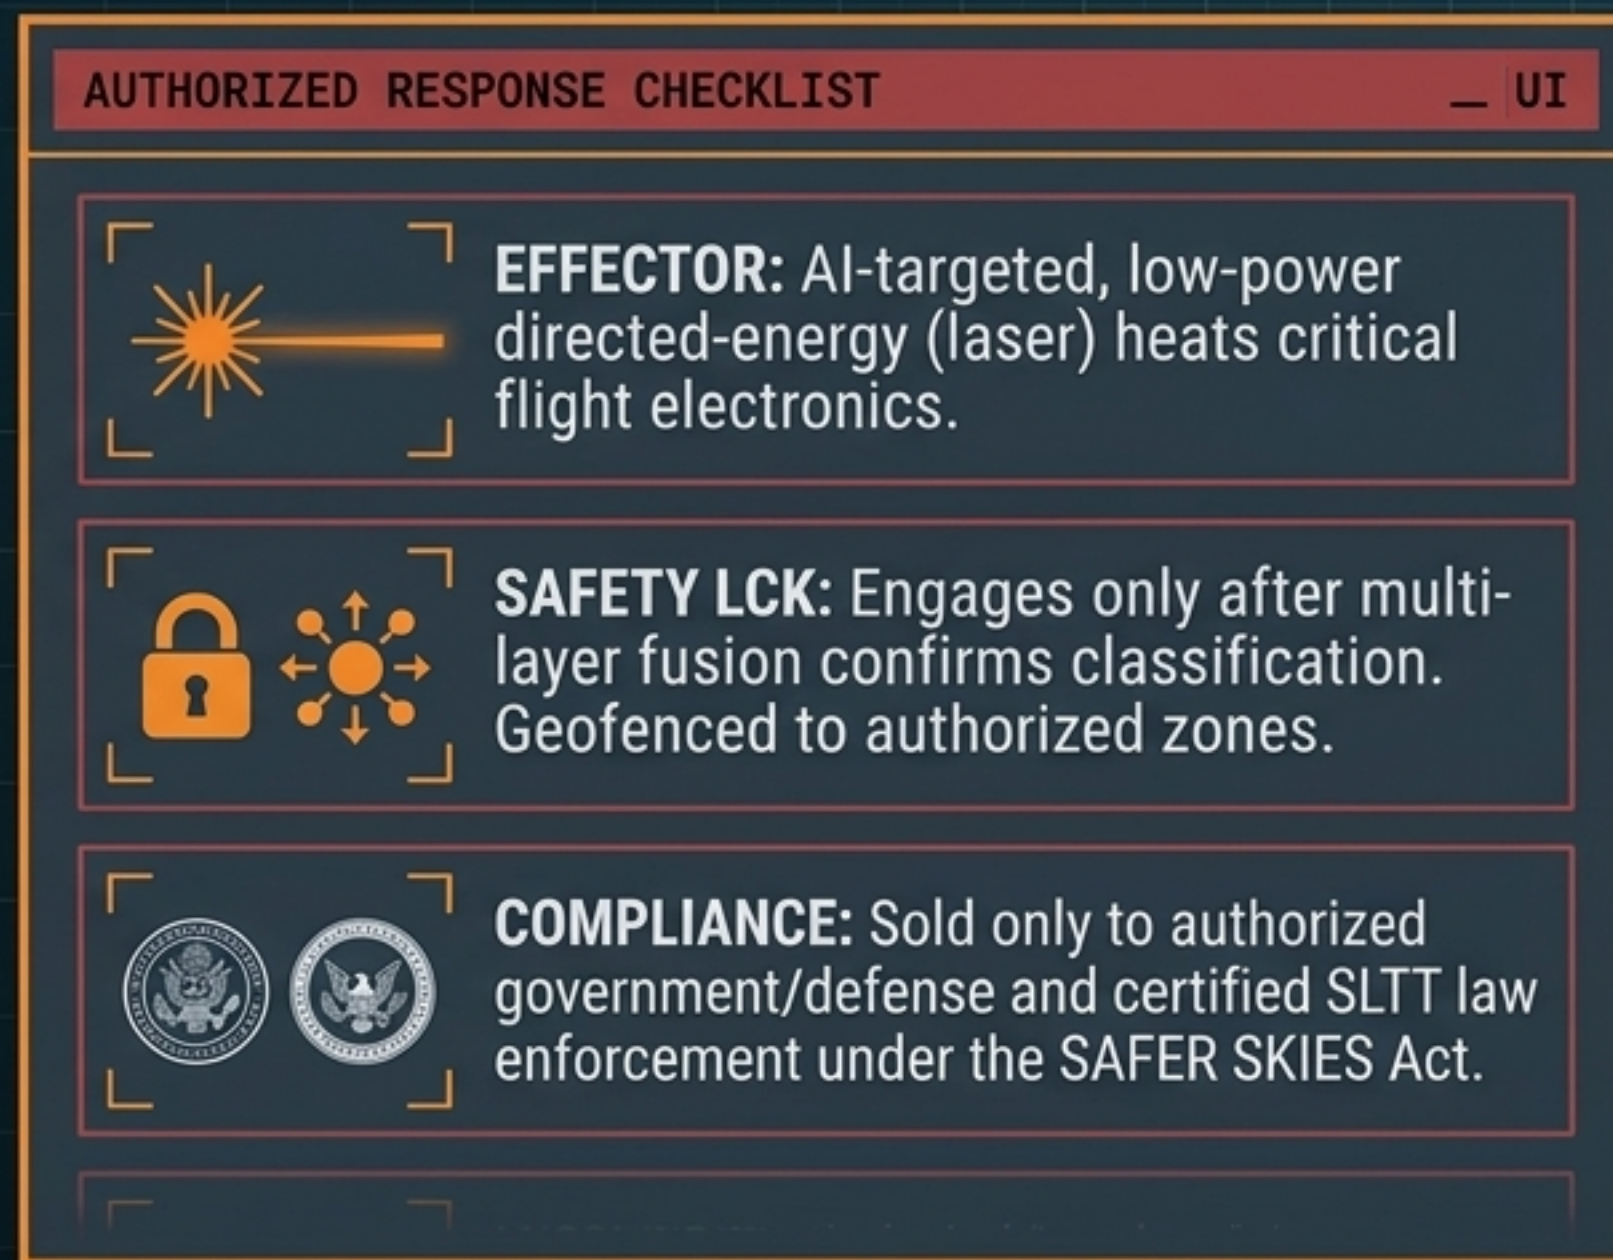 AUTHORIZED RESPONSE CHECKLIST
_ UI
EFFECTOR: AI-targeted, low-power
directed-energy (laser) heats critical
flight electronics.
SAFETY LCK: Engages only after multi-
layer fusion confirms classification.
Geofenced to authorized zones.
COMPLIANCE: Sold only to authorized
government/defense and certified SLTT law
enforcement under the SAFER SKIES Act.